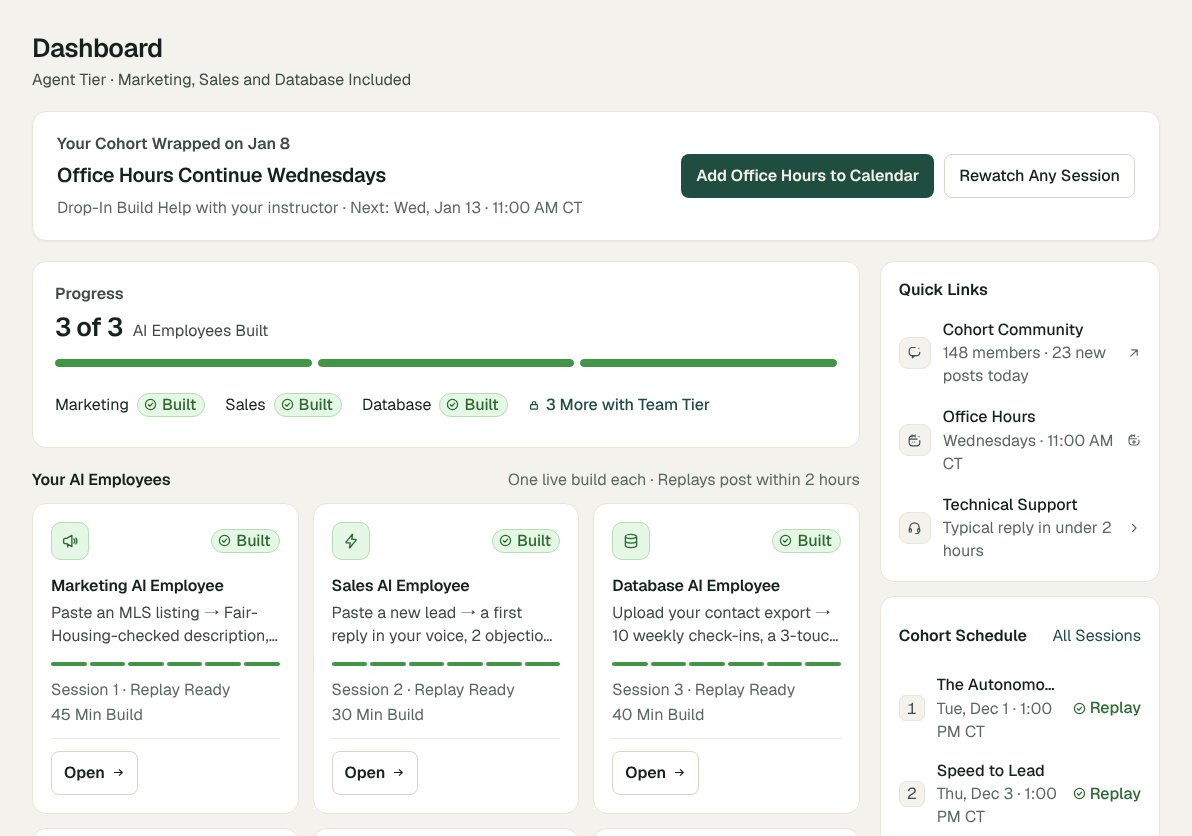 Dashboard
Agent Tier · Marketing, Sales and Database Included
Your Cohort Wrapped on Jan 8
Office Hours Continue Wednesdays
Drop-In Build Help with your instructor · Next: Wed, Jan 13 · 11:00 AM CT
Add Office Hours to Calendar
Rewatch Any Session
Progress
3 of 3 AI Employees Built
Marketing Built Sales Built Database Built 3 More with Team Tier
Your AI Employees
One live build each · Replays post within 2 hours
Built
Marketing AI Employee
Paste an MLS listing → Fair-
Housing-checked description,...
Session 1 · Replay Ready
45 Min Build
Open →
Built
Sales AI Employee
Paste a new lead → a first
reply in your voice, 2 objectio...
Session 2 · Replay Ready
30 Min Build
Open →
Built
Database AI Employee
Upload your contact export →
10 weekly check-ins, a 3-touc...
Session 3 · Replay Ready
40 Min Build
Open →
Quick Links
Cohort Community
148 members · 23 new
posts today
Office Hours
Wednesdays · 11:00 AM
CT
Technical Support
Typical reply in under 2
hours
Cohort Schedule
All Sessions
1
The Autonomo...
Tue, Dec 1 · 1:00
PM CT
Replay
2
Speed to Lead
Thu, Dec 3 · 1:00
PM CT
Replay